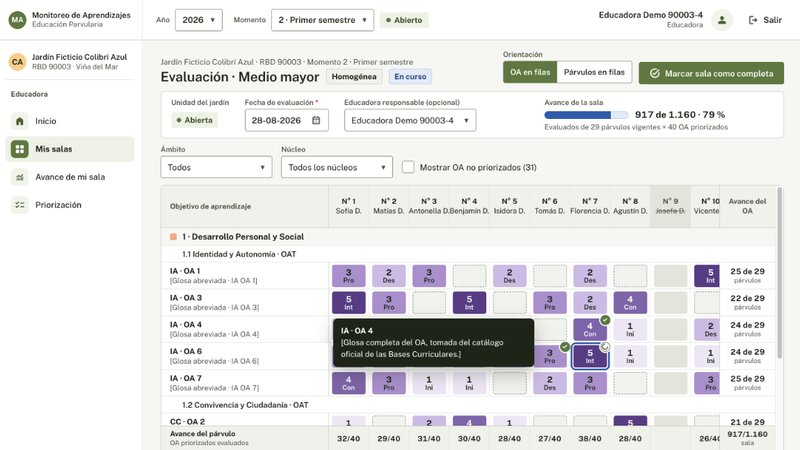 MA Monitoreo de Aprendizajes
Educación Parvularia
Año 2026 Momento 2 · Primer semestre Abierto
Educadora Demo 90003-4
Educadora
Salir
CA Jardín Ficticio Colibrí Azul
RBD 90003 · Viña del Mar
Educadora
Inicio
Mis salas
Avance de mi sala
Priorización
Jardín Ficticio Colibrí Azul · RBD 90003 · Momento 2 · Primer semestre
Evaluación · Medio mayor Homogénea En curso
Orientación
OA en filas Párvulos en filas
Marcar sala como completa
Unidad del jardín
Abierta
Fecha de evaluación *
28-08-2026
Educadora responsable (opcional)
Educadora Demo 90003-4
Avance de la sala
917 de 1.160 · 79 %
Evaluados de 29 párvulos vigentes × 40 OA priorizados
Ámbito
Todos
Núcleo
Todos los núcleos
Mostrar OA no priorizados (31)
Objetivo de aprendizaje N° 1 N° 2 N° 3 N° 4 N° 5 N° 6 N° 7 N° 8 N° 9 N° 10 Avance del OA
Sofía D. Matías D. Antonella D. Benjamín D. Isidora D. Tomás D. Florencia D. Agustín D. Josefa D. Vicente
1 · Desarrollo Personal y Social
1.1 Identidad y Autonomía · OAT
IA · OA 1 3 2 3 2 2 5 25 de 29
[Glosa abreviada · IA OA 1] Pro Des Pro Des Des Int párvulos
IA · OA 3 5 3 5 3 2 4 22 de 29
[Glosa abreviada · IA OA 3] Int Pro Int Pro Des Con párvulos
IA · OA 4 4 1 2 24 de 29
[Glosa abreviada · IA OA 4] Con Ini Des párvulos
IA · OA 4
[Glosa completa del OA, tomada del catálogo
oficial de las Bases Curriculares.]
IA · OA 6 3 5 1 1 24 de 29
[Glosa abreviada · IA OA 6] Pro Int Ini Ini párvulos
IA · OA 7 4 3 1 1 2 3 3 25 de 29
[Glosa abreviada · IA OA 7] Con Pro Ini Ini Des Pro Pro párvulos
1.2 Convivencia y Ciudadanía · OAT
CC · OA 2 1 2 4 1 5 21 de 29
Avance del párvulo 32/40 29/40 31/40 30/40 28/40 27/40 38/40 28/40 26/40 917/1.160
OA priorizados evaluados sala